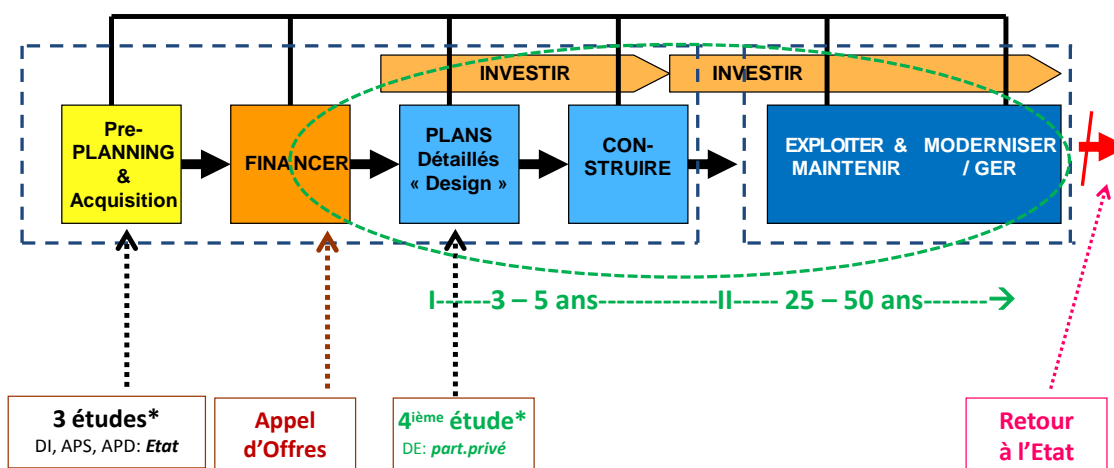 INVESTIR
INVESTIR
Pre-
PLANNING
&
Acquisition
FINANCER
PLANS
Détaillés
« Design »
CON-
STRUIRE
EXPLOITER &
MAINTENIR
MODERNISER
/ GER
I------3 – 5 ans-------------II----- 25 – 50 ans-------→
3 études*
DI, APS, APD: Etat
Appel
d’Offres
4ième étude*
DE: part.privé
Retour
à l’Etat